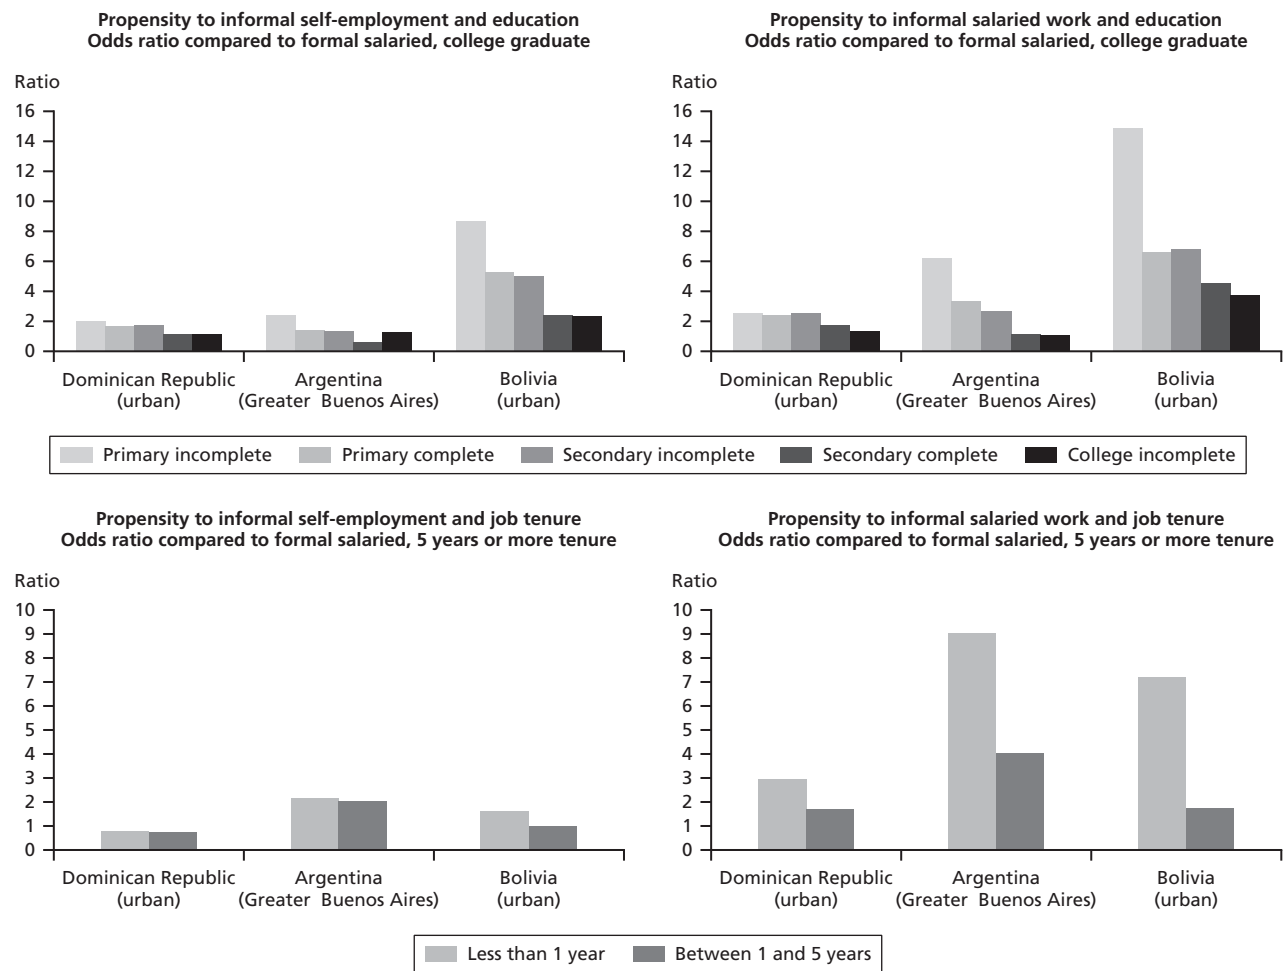 Propensity to informal self-employment and education
Odds ratio compared to formal salaried, college graduate
Ratio
16
14
12
10
8
6
4
2
0
Dominican Republic
(urban)
Argentina
(Greater Buenos Aires)
Bolivia
(urban)
Propensity to informal salaried work and education
Odds ratio compared to formal salaried, college graduate
Ratio
16
14
12
10
8
6
4
2
0
Dominican Republic
(urban)
Argentina
(Greater Buenos Aires)
Bolivia
(urban)
Primary incomplete
Primary complete
Secondary incomplete
Secondary complete
College incomplete
Propensity to informal self-employment and job tenure
Odds ratio compared to formal salaried, 5 years or more tenure
Ratio
10
9
8
7
6
5
4
3
2
1
0
Dominican Republic
(urban)
Argentina
(Greater Buenos Aires)
Bolivia
(urban)
Propensity to informal salaried work and job tenure
Odds ratio compared to formal salaried, 5 years or more tenure
Ratio
10
9
8
7
6
5
4
3
2
1
0
Dominican Republic
(urban)
Argentina
(Greater Buenos Aires)
Bolivia
(urban)
Less than 1 year
Between 1 and 5 years